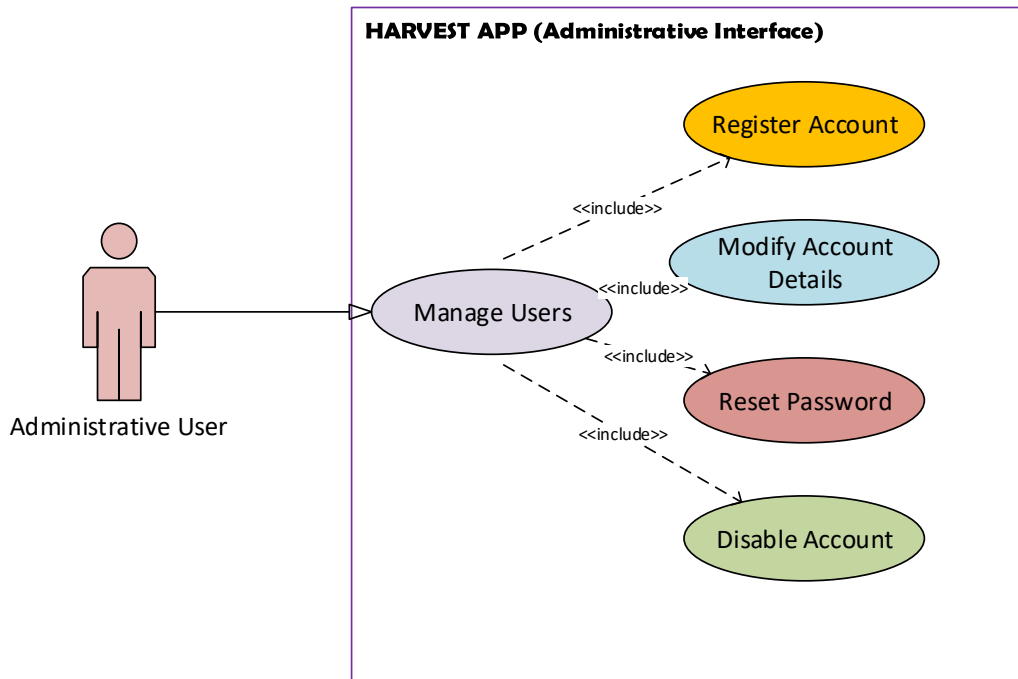 HARVEST APP (Administrative Interface)
Register Account
<<include>>
Modify Account
Details
<<include>>
Manage Users
<<include>>
Reset Password
Administrative User
<<include>>
Disable Account